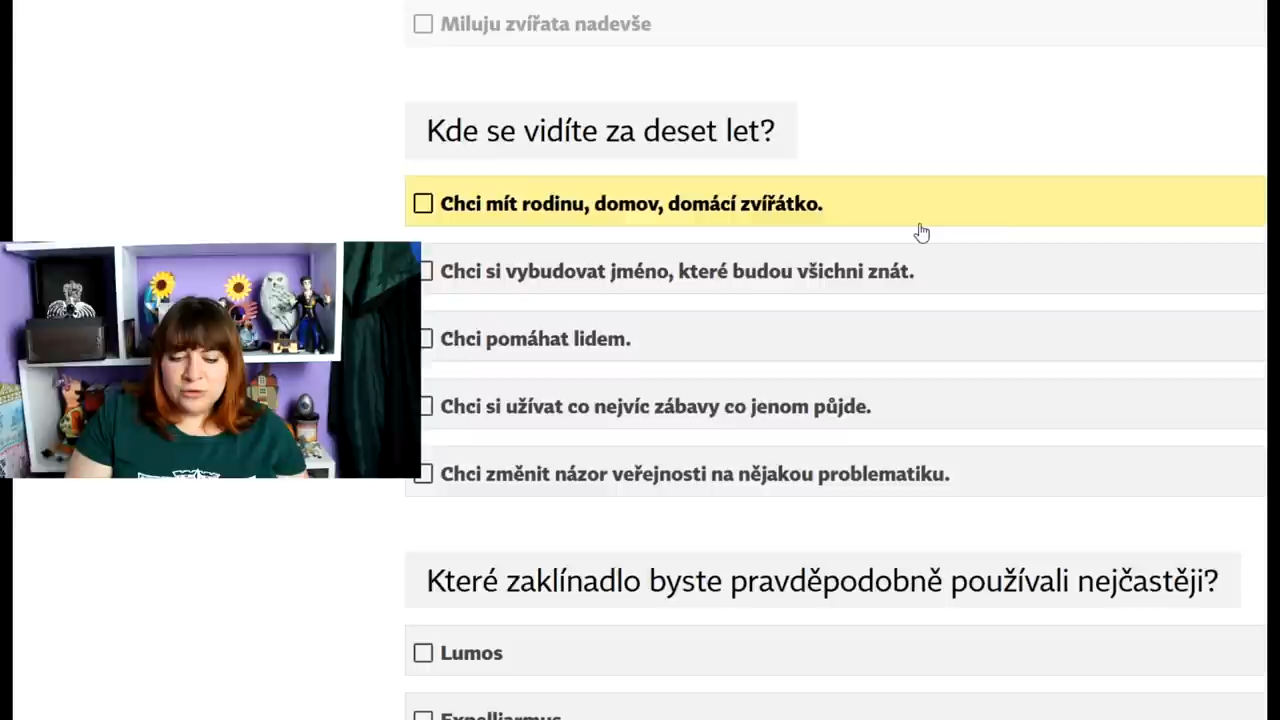 Miluju zvířata nadevše
Kde se vidíte za deset let?
Chci mít rodinu, domov, domácí zvířátko.
Chci si vybudovat jméno, které budou všichni znát.
Chci pomáhat lidem.
Chci si užívat co nejvíc zábavy co jenom půjde.
Chci změnit názor veřejnosti na nějakou problematiku.
Které zaklínadlo byste pravděpodobně používali nejčastěji?
Lumos
Expelliarmus